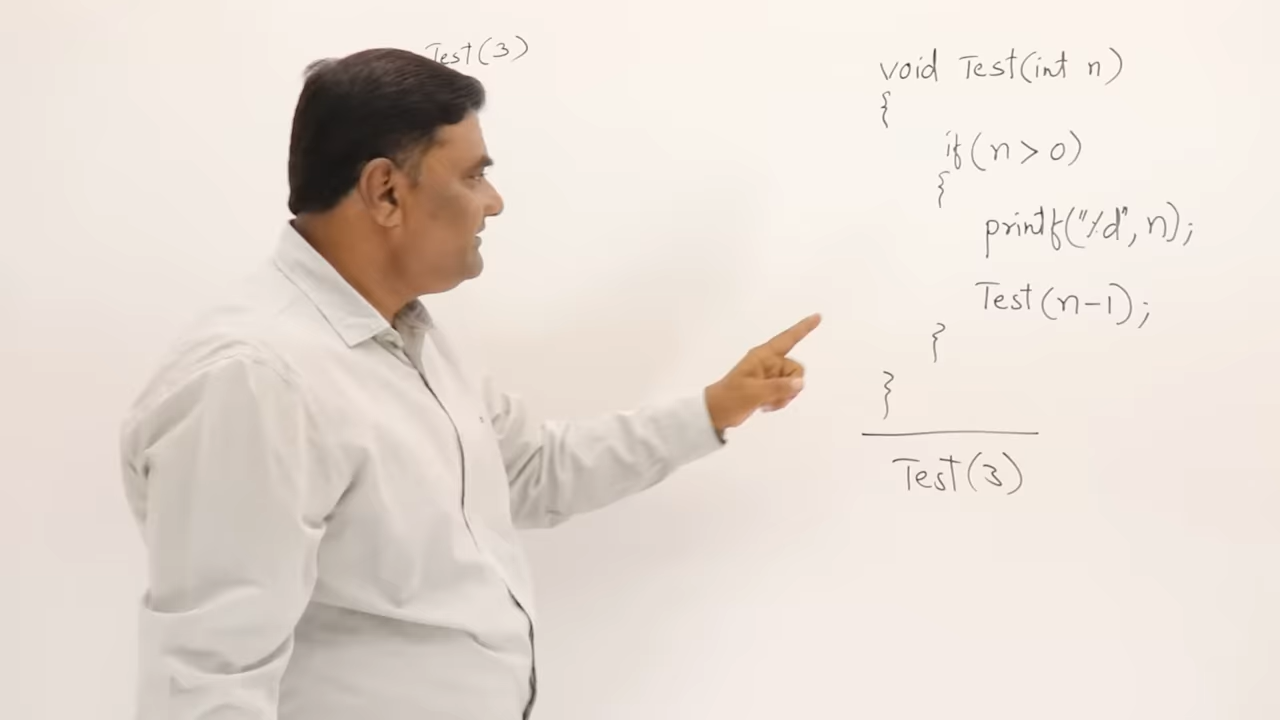 Test(3)
void Test(int n)
{
if(n > 0)
{
printf("%d", n);
Test(n-1);
}
}
Test(3)